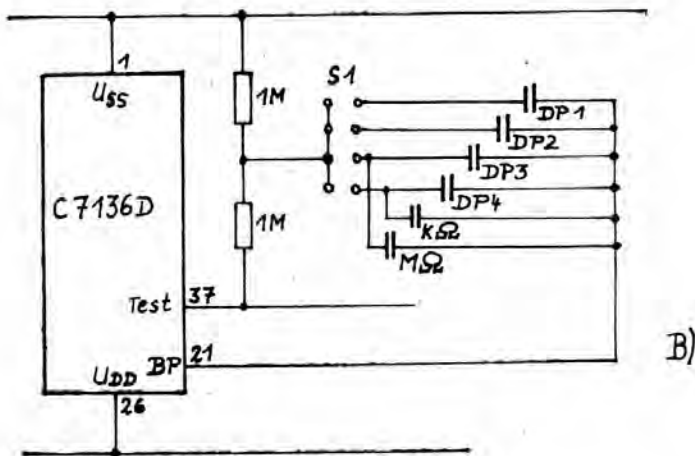 1
USS
C7136D
Test
37
BP
21
UDD
26
1M
1M
S1
DP1
DP2
DP3
DP4
KΩ
MΩ
B)